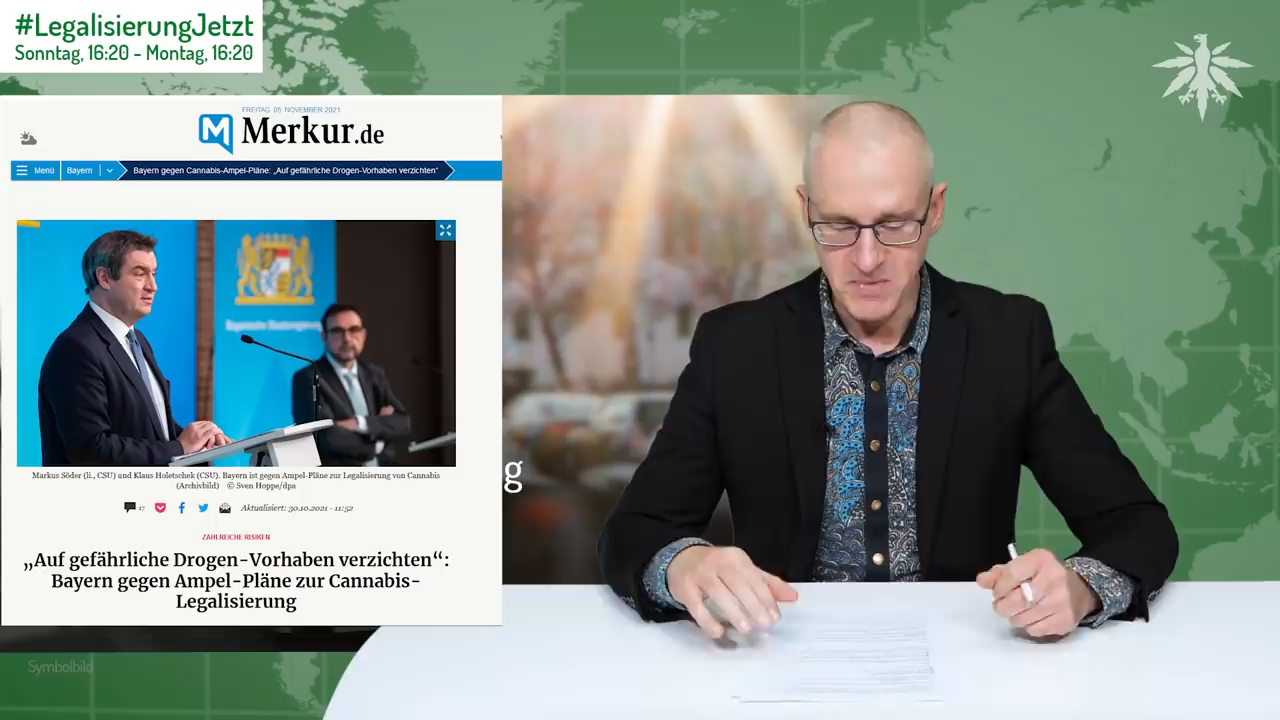 #LegalisierungJetzt
Sonntag, 16:20 - Montag, 16:20
FREITAG, 05. NOVEMBER 2021
Merkur.de
Menü Bayern Bayern gegen Cannabis-Ampel-Pläne: „Auf gefährliche Drogen-Vorhaben verzichten“
Bayerische Staatsregierung
Markus Söder (li., CSU) und Klaus Holetschek (CSU). Bayern ist gegen Ampel-Pläne zur Legalisierung von Cannabis
(Archivbild) © Sven Hoppe/dpa
17 Aktualisiert: 30.10.2021 - 11:52
ZAHLREICHE RISIKEN
„Auf gefährliche Drogen-Vorhaben verzichten“:
Bayern gegen Ampel-Pläne zur Cannabis-
Legalisierung
g
Symbolbild